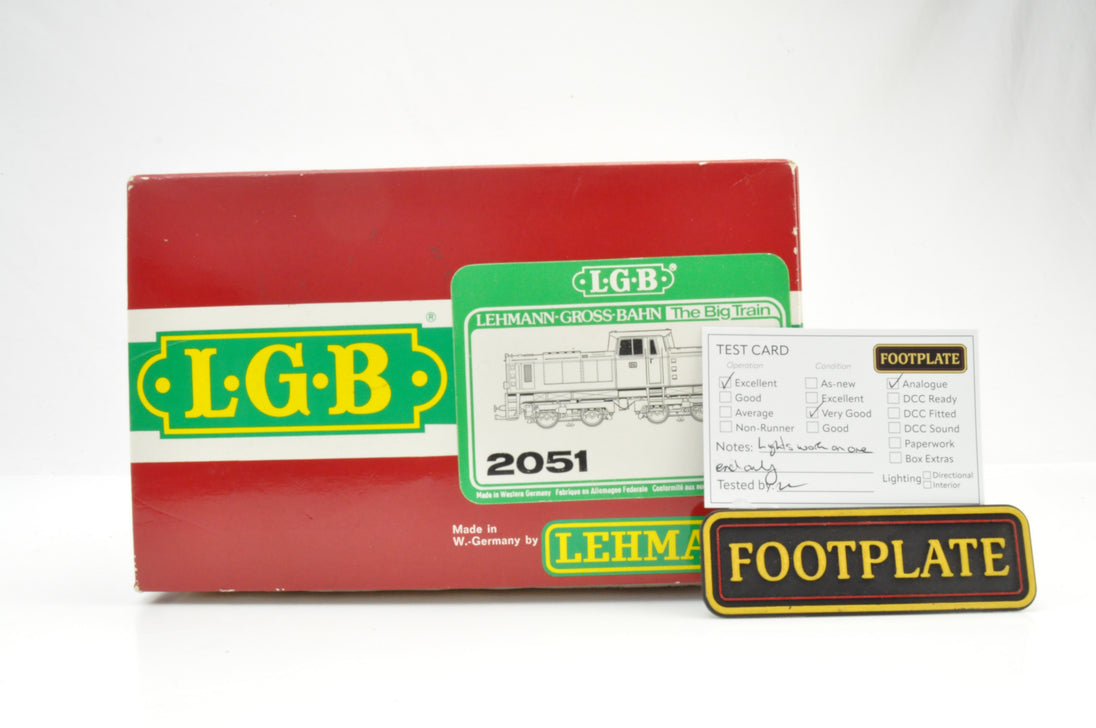 L·G·B®
LEHMANN-GROSS-BAHN The Big Train
2051
Made in Western Germany Fabriqué en Allemagne Federale Conformité aux
L·G·B
®
Made in
W.-Germany by
LEHMA
TEST CARD
FOOTPLATE
Operation
Condition
Excellent As-new Analogue
Good Excellent DCC Ready
Average Very Good DCC Fitted
Non-Runner Good DCC Sound
Notes: Lights work on one Paperwork
end only Box Extras
Tested by: Lighting Directional
Interior
FOOTPLATE